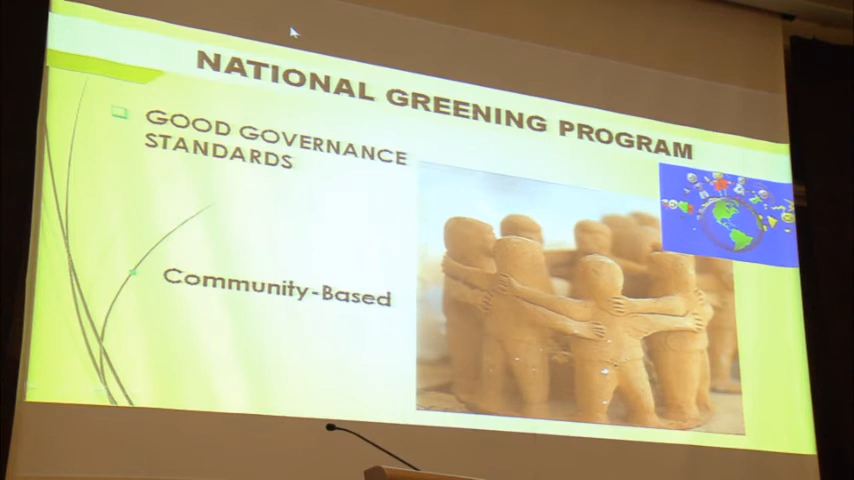 NATIONAL GREENING PROGRAM
GOOD GOVERNANCE
STANDARDS
Community-Based